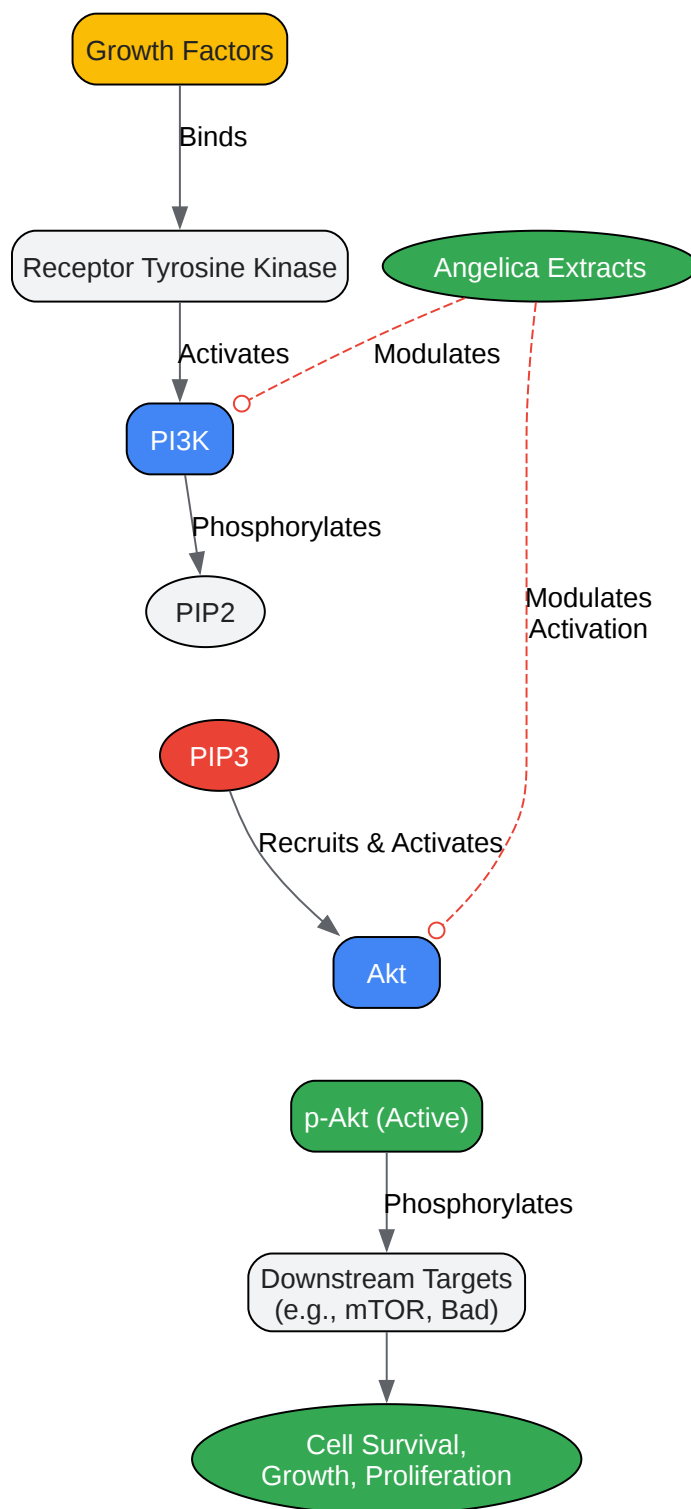 Growth Factors
Binds
Receptor Tyrosine Kinase
Angelica Extracts
Activates
Modulates
PI3K
Phosphorylates
PIP2
Modulates
Activation
PIP3
Recruits & Activates
Akt
p-Akt (Active)
Phosphorylates
Downstream Targets
(e.g., mTOR, Bad)
Cell Survival,
Growth, Proliferation